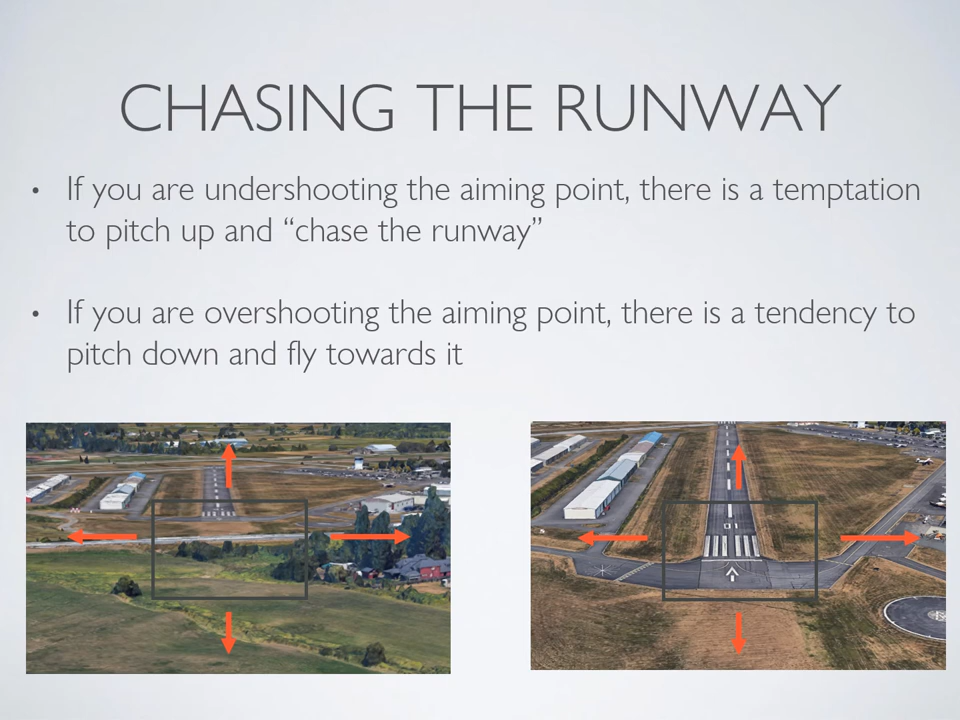 CHASING THE RUNWAY
• If you are undershooting the aiming point, there is a temptation
to pitch up and “chase the runway”
• If you are overshooting the aiming point, there is a tendency to
pitch down and fly towards it
01